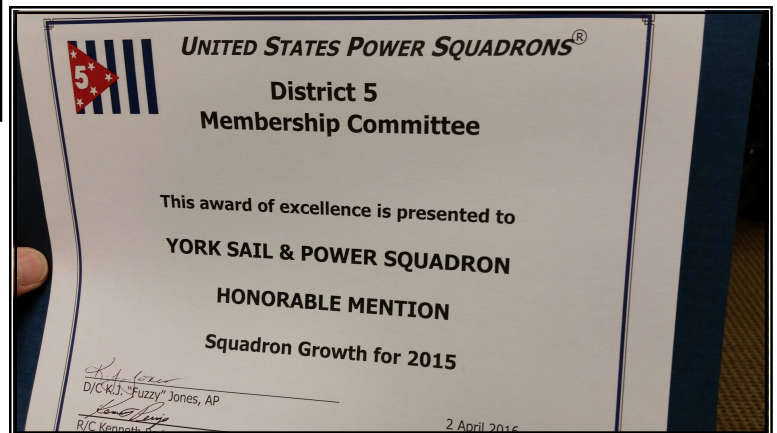 5
UNITED STATES POWER SQUADRONS®
District 5
Membership Committee
This award of excellence is presented to
YORK SAIL & POWER SQUADRON
HONORABLE MENTION
Squadron Growth for 2015
D/C K.J. "Fuzzy" Jones, AP
R/C Kenneth
2 April 2016